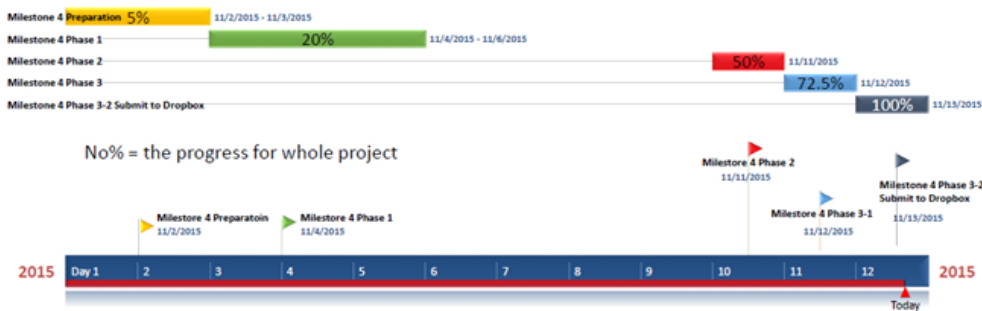 Milestone 4 Preparation 5% 11/2/2015 - 11/3/2015
Milestone 4 Phase 1 20% 11/4/2015 - 11/6/2015
Milestone 4 Phase 2 50% 11/11/2015
Milestone 4 Phase 3 72.5% 11/12/2015
Milestone 4 Phase 3-2 Submit to Dropbox 100% 11/13/2015
No% = the progress for whole project
Milestore 4 Phase 2
11/11/2015
Milestone 4 Phase 3-2
Submit to Dropbox
11/13/2015
Milestore 4 Preparatoin
11/2/2015
Milestore 4 Phase 1
11/4/2015
Milestore 4 Phase 3-1
11/12/2015
2015 Day 1 2 3 4 5 6 7 8 9 10 11 12 2015
Today